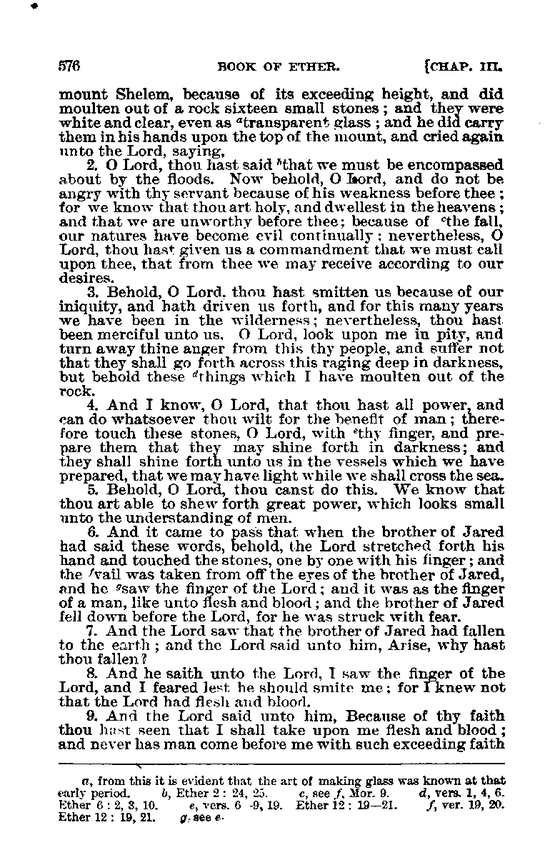 576 BOOK OF ETHER. [CHAP. III.
mount Shelem, because of its exceeding height, and did
moulten out of a rock sixteen small stones ; and they were
white and clear, even as ᵃtransparent glass ; and he did carry
them in his hands upon the top of the mount, and cried again
unto the Lord, saying,
2. O Lord, thou hast said ᵇthat we must be encompassed
about by the floods. Now behold, O Lord, and do not be
angry with thy servant because of his weakness before thee ;
for we know that thou art holy, and dwellest in the heavens ;
and that we are unworthy before thee; because of ᶜthe fall,
our natures have become evil continually ; nevertheless, O
Lord, thou hast given us a commandment that we must call
upon thee, that from thee we may receive according to our
desires.
3. Behold, O Lord. thou hast smitten us because of our
iniquity, and hath driven us forth, and for this many years
we have been in the wilderness ; nevertheless, thou hast
been merciful unto us. O Lord, look upon me in pity, and
turn away thine anger from this thy people, and suffer not
that they shall go forth across this raging deep in darkness,
but behold these ᵈthings which I have moulten out of the
rock.
4. And I know, O Lord, that thou hast all power, and
can do whatsoever thou wilt for the benefit of man ; there-
fore touch these stones, O Lord, with ᵉthy finger, and pre-
pare them that they may shine forth in darkness; and
they shall shine forth unto us in the vessels which we have
prepared, that we may have light while we shall cross the sea.
5. Behold, O Lord, thou canst do this. We know that
thou art able to shew forth great power, which looks small
unto the understanding of men.
6. And it came to pass that when the brother of Jared
had said these words, behold, the Lord stretched forth his
hand and touched the stones, one by one with his finger ; and
the ᶠvail was taken from off the eyes of the brother of Jared,
and he ᵍsaw the finger of the Lord ; and it was as the finger
of a man, like unto flesh and blood ; and the brother of Jared
fell down before the Lord, for he was struck with fear.
7. And the Lord saw that the brother of Jared had fallen
to the earth ; and the Lord said unto him, Arise, why hast
thou fallen?
8. And he saith unto the Lord, I saw the finger of the
Lord, and I feared lest he should smite me ; for I knew not
that the Lord had flesh and blood.
9. And the Lord said unto him, Because of thy faith
thou hast seen that I shall take upon me flesh and blood ;
and never has man come before me with such exceeding faith
a, from this it is evident that the art of making glass was known at that
early period. b, Ether 2 : 24, 25. c, see f, Mor. 9. d, vers. 1, 4, 6.
Ether 6 : 2, 3, 10. e, vers. 6—9, 19. Ether 12 : 19—21. f, ver. 19, 20.
Ether 12 : 19, 21. g. see e.